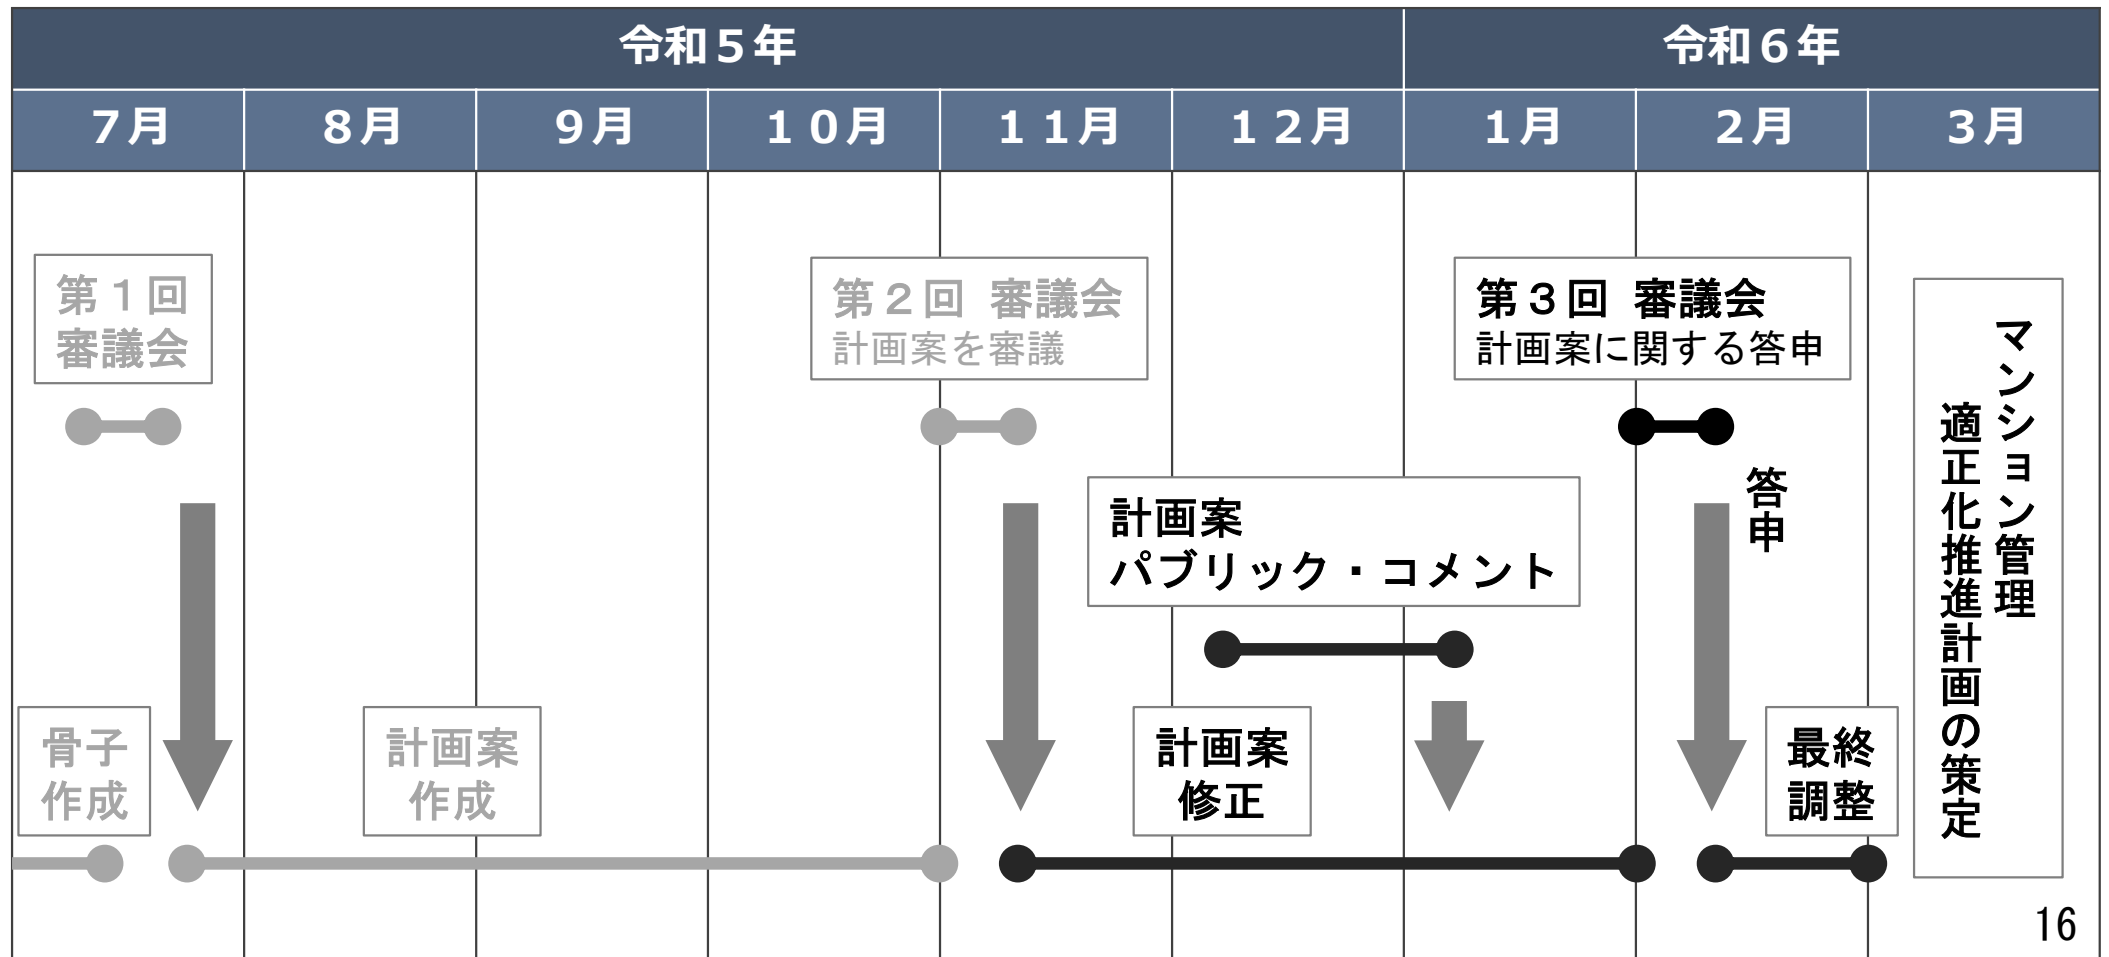 令和５年
令和６年
７月
８月
９月
１０月
１１月
１２月
１月
２月
３月
第１回
審議会
第２回 審議会
計画案を審議
第３回 審議会
計画案に関する答申
計画案
パブリック・コメント
答申
骨子
作成
計画案
作成
計画案
修正
最終
調整
マンション管理
適正化推進計画の策定
16